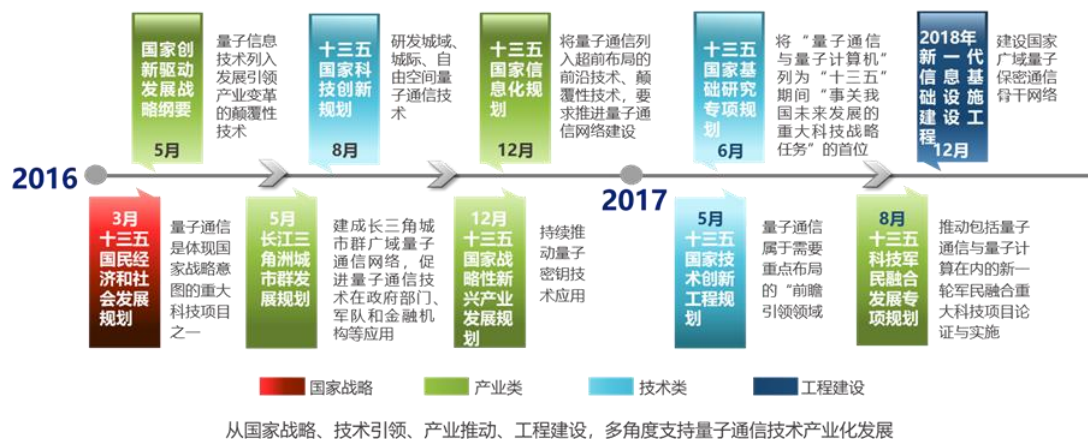 国家创
新驱动
发展战
略纲要
5月
量子信息
技术列入
发展引领
产业变革
的颠覆性
技术
十三五
国家科
技创新
规划
8月
研发城域、
城际、自
由空间量
子通信技
术
十三五
国家信
息化规
划
12月
将量子通信列
入超前布局的
前沿技术、颠
覆性技术，要
求推进量子通
信网络建设
十三五
国家基
础研究
专项规
划
6月
将“量子通信
与量子计算机”
列为“十三五”
期间“事关我
国未来发展的
重大科技战略
任务”的首位
2018年
新一代
信息基
础设施
建设工
程
12月
建设国家
广域量子
保密通信
骨干网络
2016
2017
3月
十三五
国民经
济和社
会发展
规划
量子通信
是体现国
家战略意
图的重大
科技项目
之一
5月
长江三
角洲城
市群发
展规划
建成长三角城
市群广域量子
通信网络，促
进量子通信技
术在政府部门、
军队和金融机
构等应用
12月
十三五
国家战
略性新
兴产业
发展规
划
持续推
动量子
密钥技
术应用
5月
十三五
国家技
术创新
工程规
划
量子通信
属于需要
重点布局
的“前瞻
引领领域
8月
十三五
科技军
民融合
发展专
项规划
推动包括量子
通信与量子计
算在内的新一
轮军民融合重
大科技项目论
证与实施
国家战略
产业类
技术类
工程建设
从国家战略、技术引领、产业推动、工程建设，多角度支持量子通信技术产业化发展